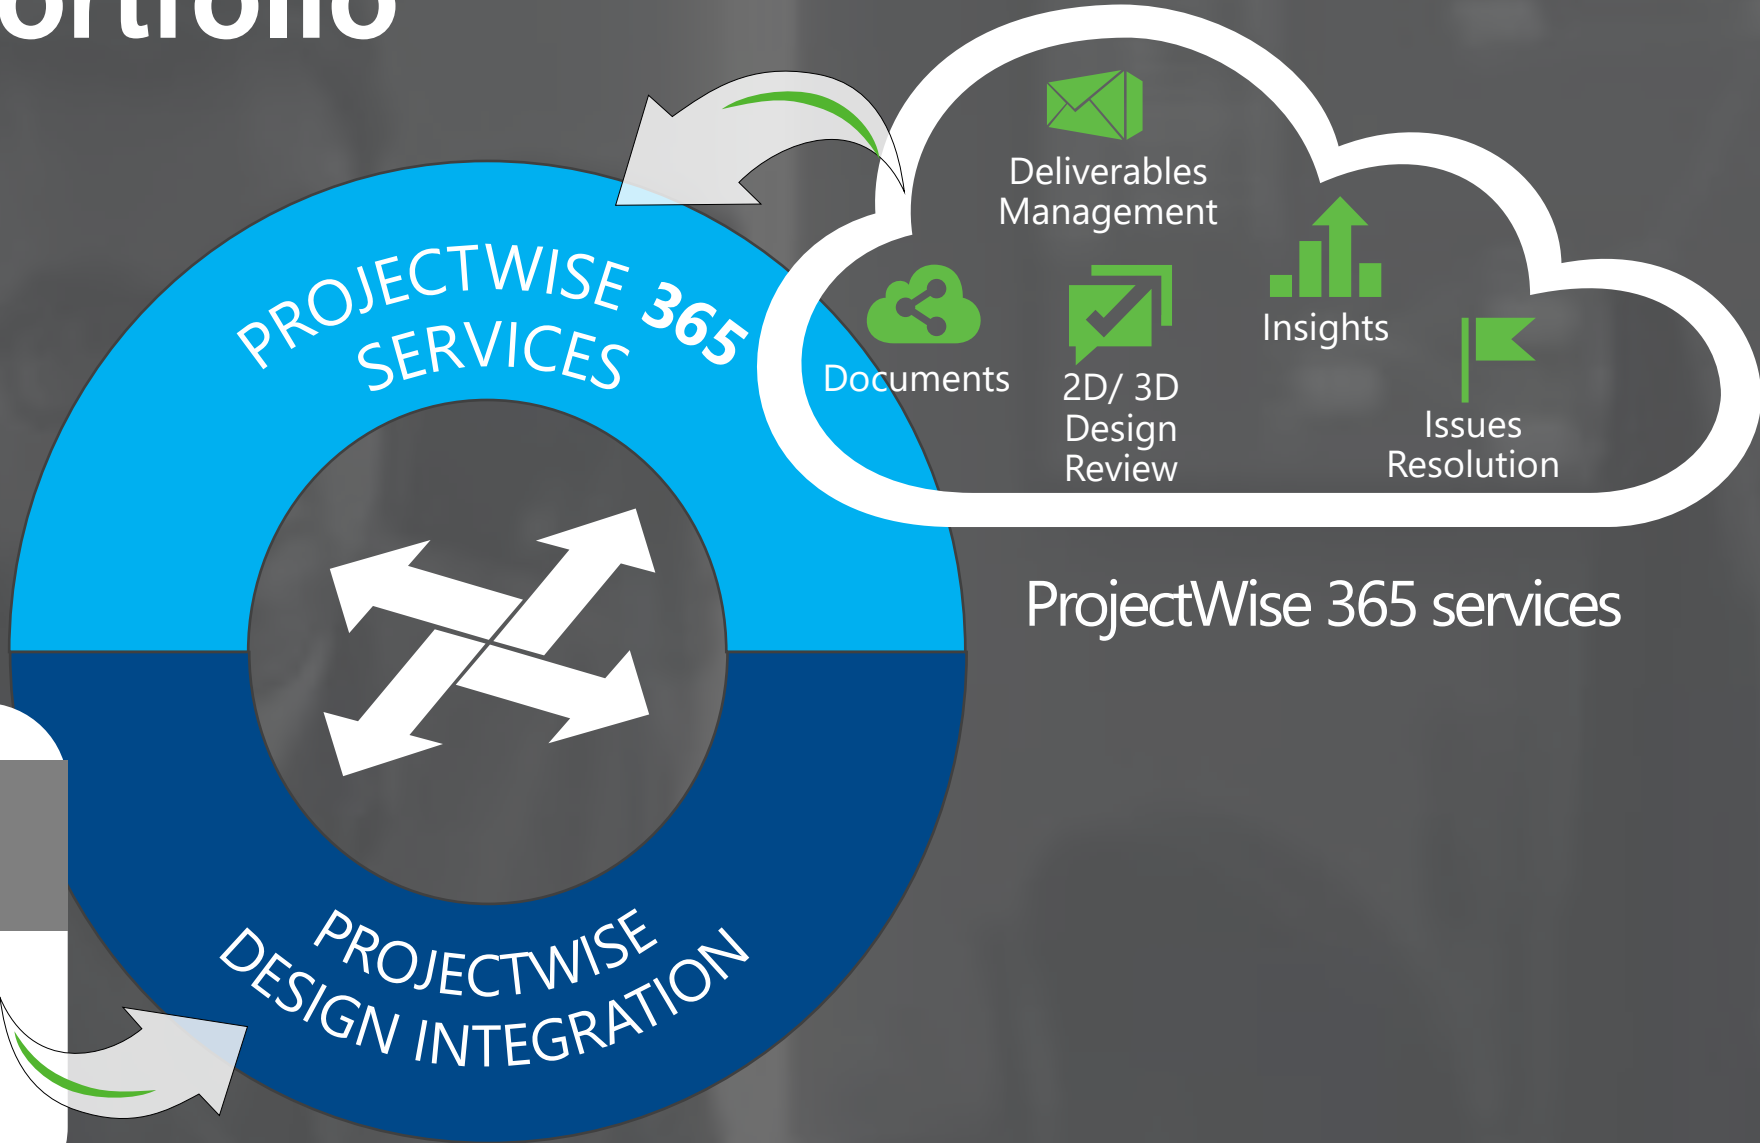 Deliverables
Management
Documents
2D/ 3D
Design
Review
Insights
Issues
Resolution
PROJECTWISE 365
SERVICES
ProjectWise 365 services
PROJECTWISE
DESIGN INTEGRATION